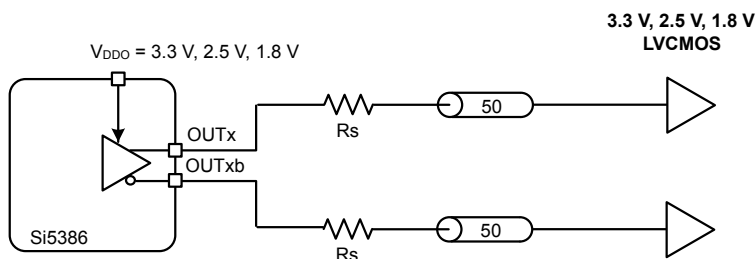 3.3 V, 2.5 V, 1.8 V
LVCMOS
VDDO = 3.3 V, 2.5 V, 1.8 V
OUTx
Rs
50
OUTxb
Si5386
Rs
50